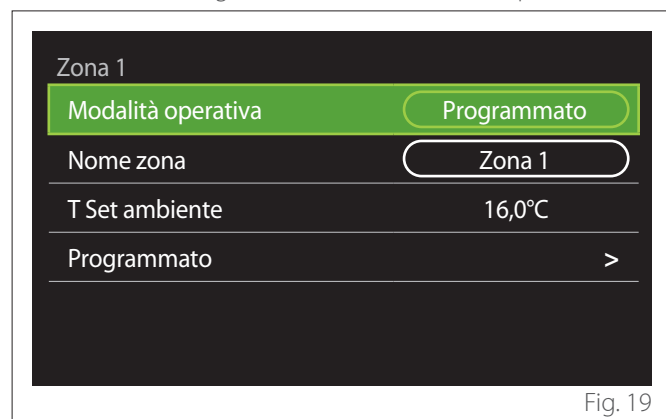 Zona 1
Modalità operativa Programmato
Nome zona Zona 1
T Set ambiente 16,0°C
Programmato >
Fig. 19